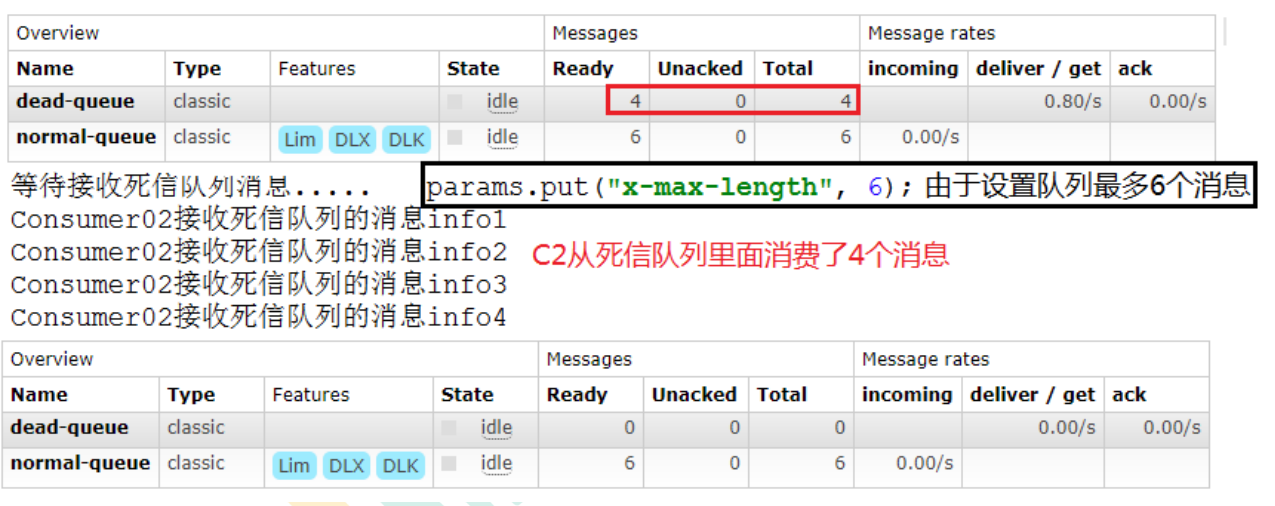 Overview Messages Message rates
Name Type Features State Ready Unacked Total incoming deliver / get ack
dead-queue classic idle 4 0 4 0.80/s 0.00/s
normal-queue classic Lim DLX DLK idle 6 0 6 0.00/s
等待接收死信队列消息..... params.put("x-max-length", 6); 由于设置队列最多6个消息
Consumer02接收死信队列的消息info1
Consumer02接收死信队列的消息info2 C2从死信队列里面消费了4个消息
Consumer02接收死信队列的消息info3
Consumer02接收死信队列的消息info4
Overview Messages Message rates
Name Type Features State Ready Unacked Total incoming deliver / get ack
dead-queue classic idle 0 0 0 0.00/s 0.00/s
normal-queue classic Lim DLX DLK idle 6 0 6 0.00/s